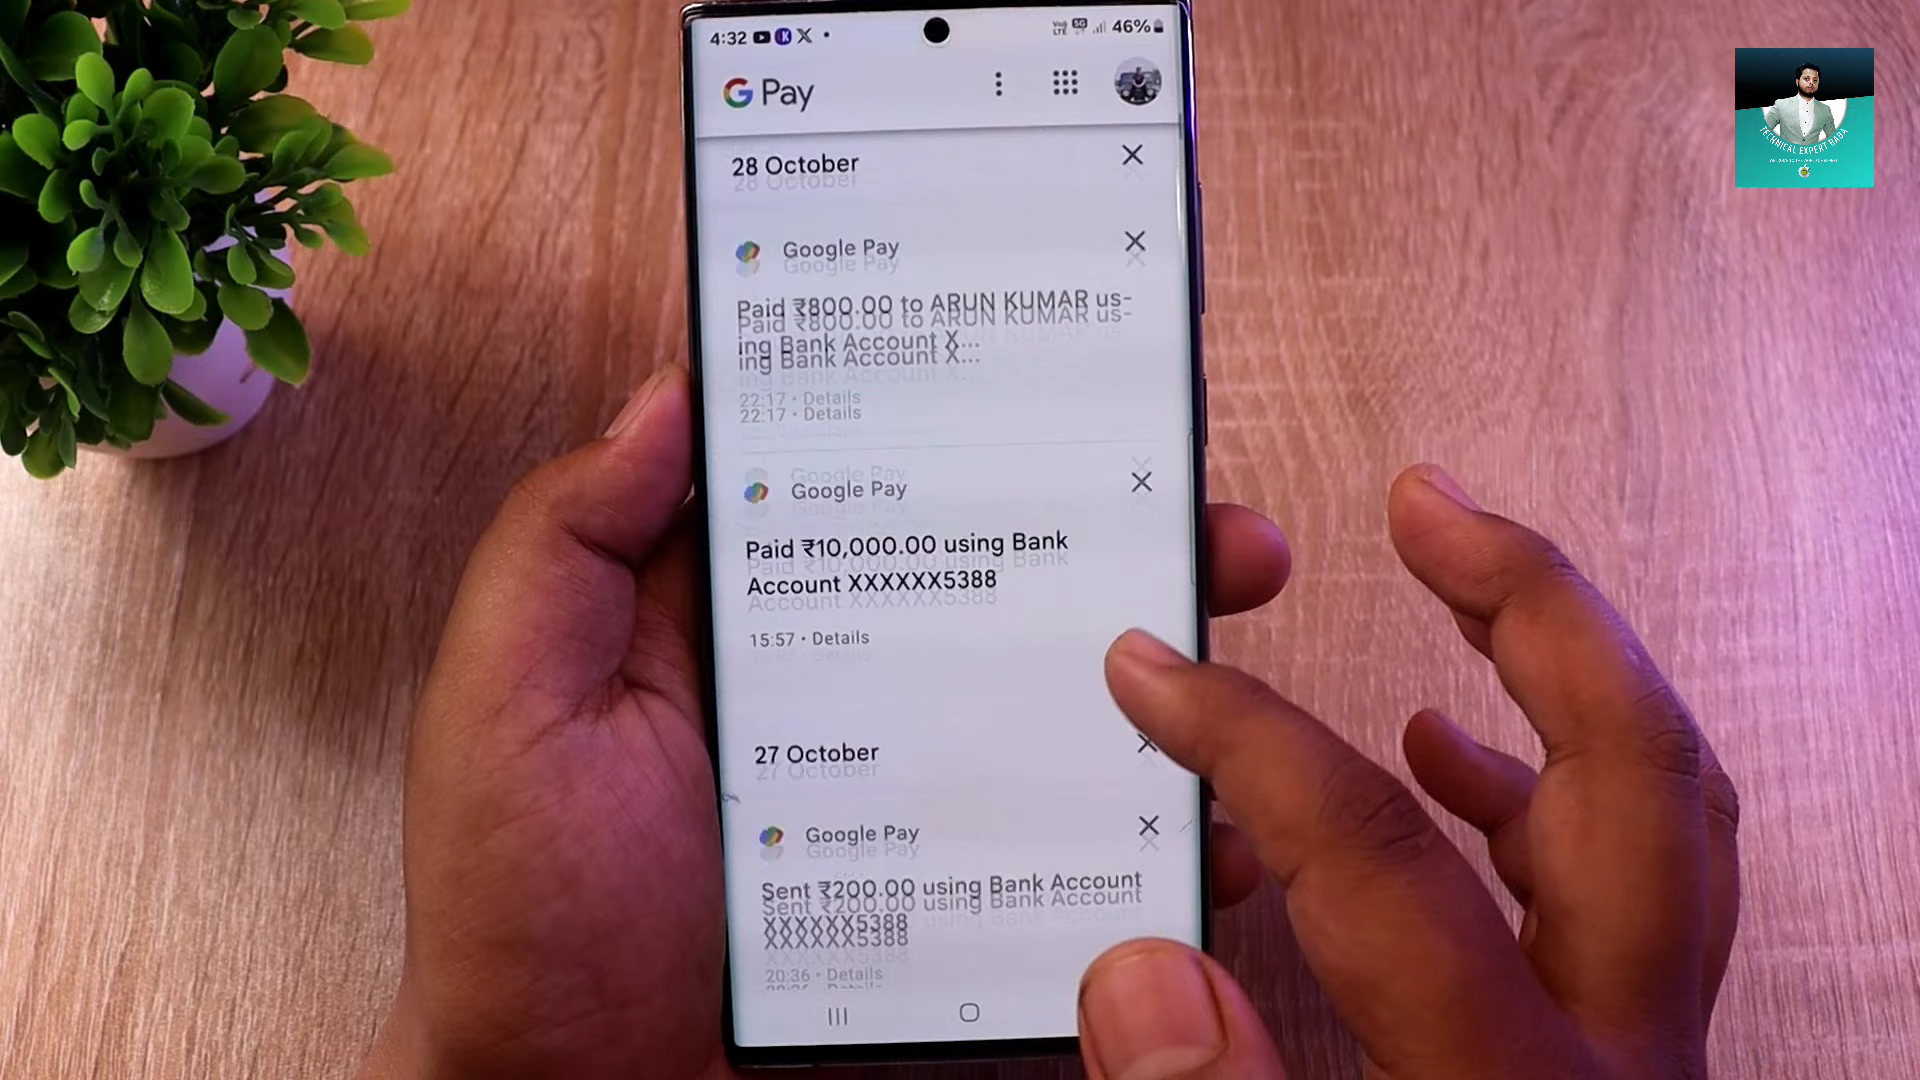 4:32
46%
G Pay
28 October
Google Pay
Paid ₹800.00 to ARUN KUMAR us-
ing Bank Account X...
22:17 • Details
Google Pay
Paid ₹10,000.00 using Bank
Account XXXXXX5388
15:57 • Details
27 October
Google Pay
Sent ₹200.00 using Bank Account
XXXXXX5388
20:36 • Details
TECHNICAL EXPERT BABA